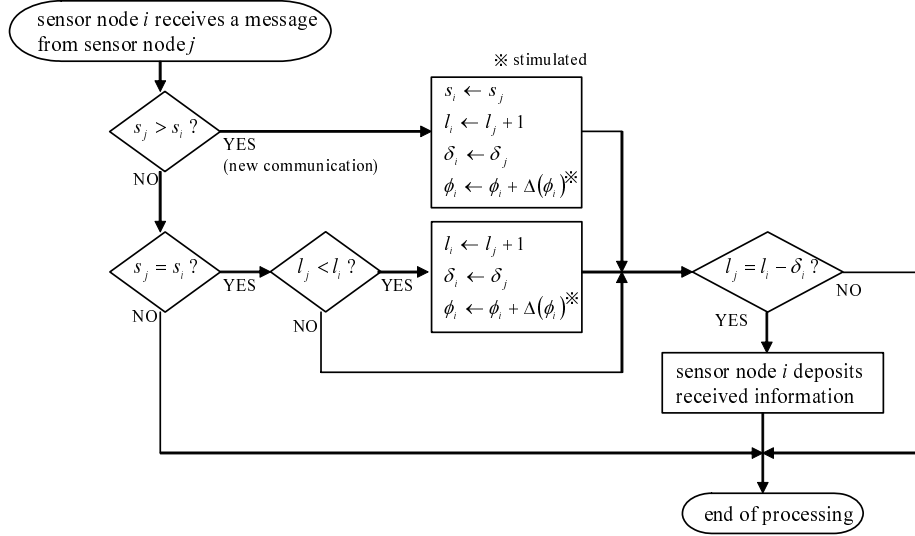 sensor node i receives a message
from sensor node j
※ stimulated
s_j > s_i ?
YES
(new communication)
NO
s_i ← s_j
l_i ← l_j + 1
δ_i ← δ_j
ϕ_i ← ϕ_i + Δ(ϕ_i)※
s_j = s_i ?
YES
NO
l_j < l_i ?
YES
NO
l_i ← l_j + 1
δ_i ← δ_j
ϕ_i ← ϕ_i + Δ(ϕ_i)※
l_j = l_i − δ_i ?
NO
YES
sensor node i deposits
received information
end of processing